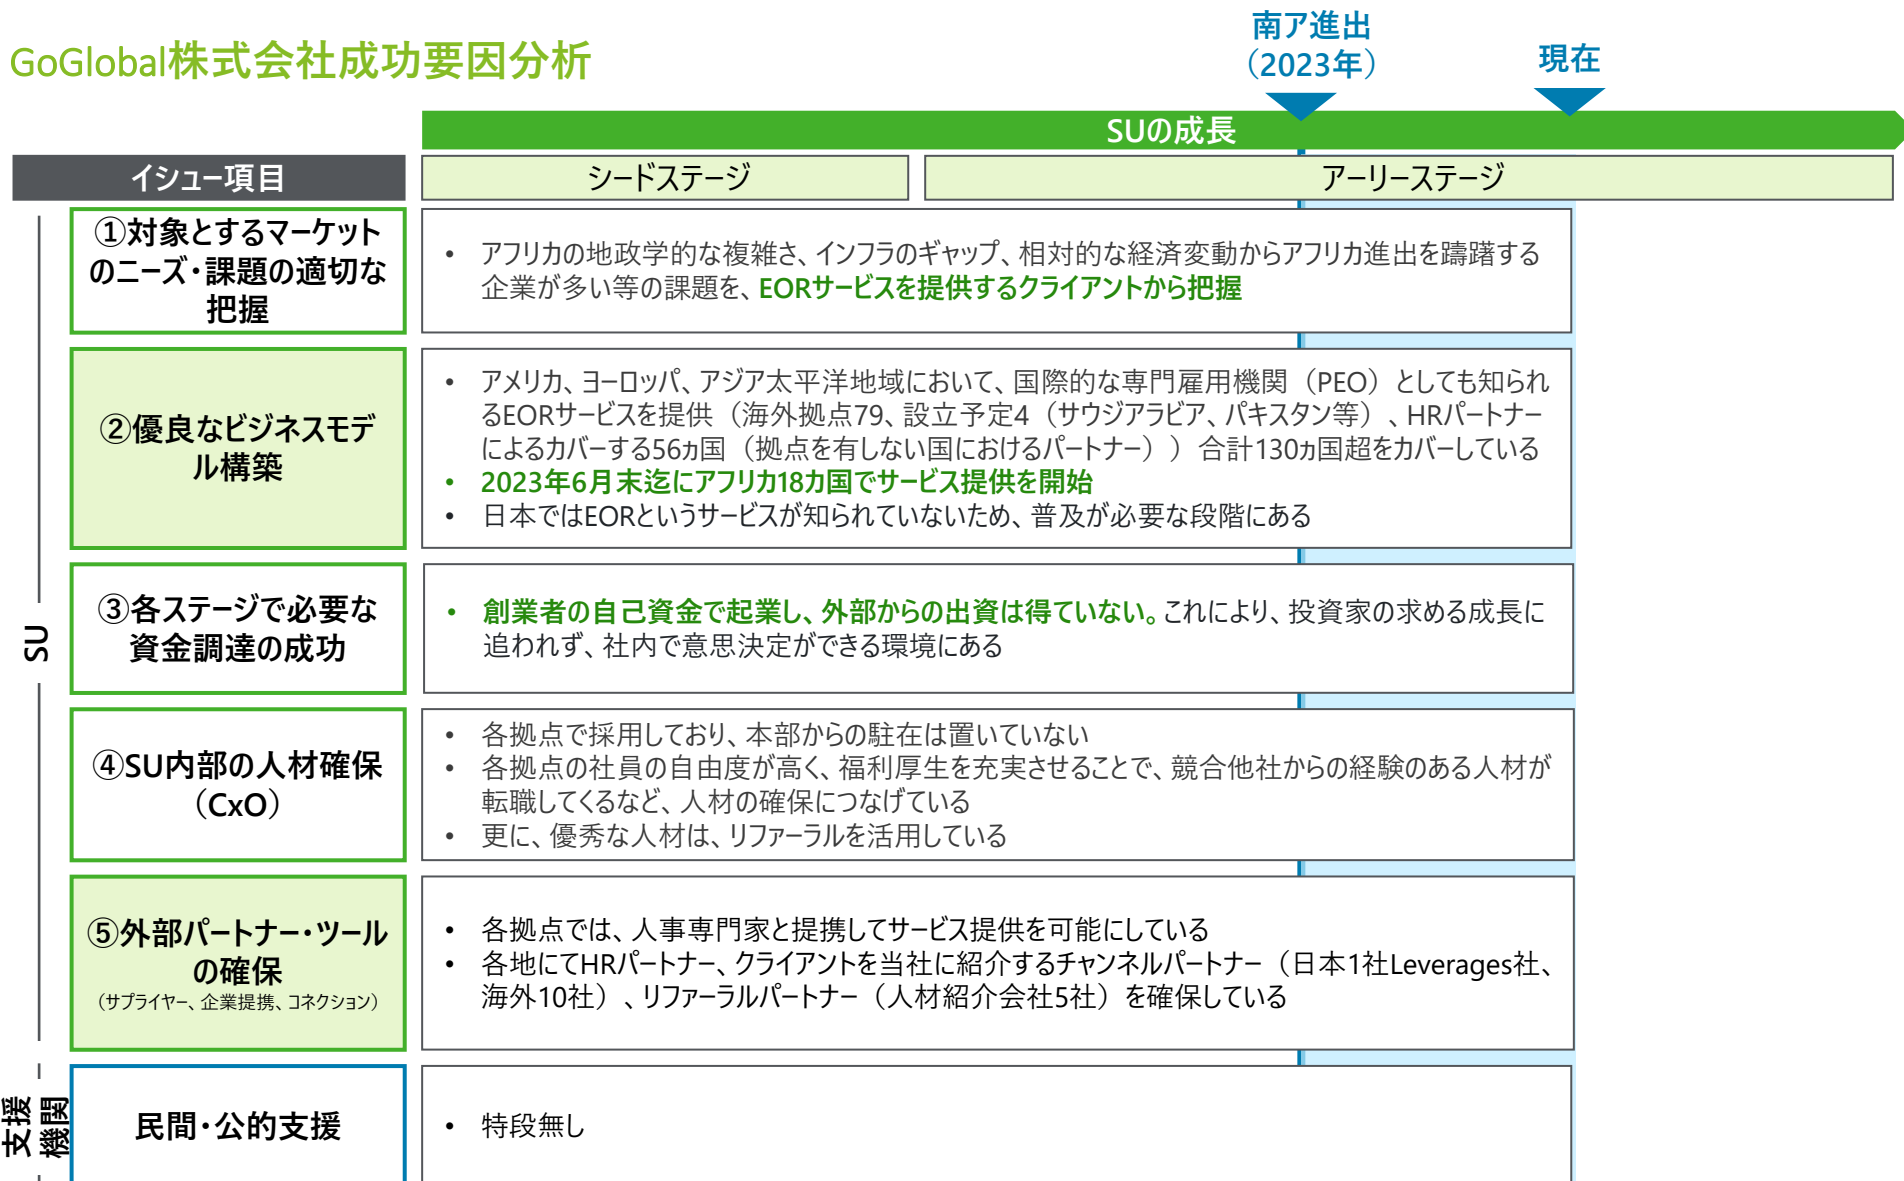 南ア進出
（2023年）
現在
GoGlobal株式会社成功要因分析
SUの成長
イシュー項目
シードステージ
アーリーステージ
SU
①対象とするマーケット
のニーズ・課題の適切な
把握
• アフリカの地政学的な複雑さ、インフラのギャップ、相対的な経済変動からアフリカ進出を躊躇する
企業が多い等の課題を、EORサービスを提供するクライアントから把握
②優良なビジネスモデ
ル構築
• アメリカ、ヨーロッパ、アジア太平洋地域において、国際的な専門雇用機関（PEO）としても知られ
るEORサービスを提供（海外拠点79、設立予定4（サウジアラビア、パキスタン等）、HRパートナー
によるカバーする56ヵ国（拠点を有しない国におけるパートナー））合計130ヵ国超をカバーしている
• 2023年6月末迄にアフリカ18カ国でサービス提供を開始
• 日本ではEORというサービスが知られていないため、普及が必要な段階にある
③各ステージで必要な
資金調達の成功
• 創業者の自己資金で起業し、外部からの出資は得ていない。これにより、投資家の求める成長に
追われず、社内で意思決定ができる環境にある
④SU内部の人材確保
（CxO）
• 各拠点で採用しており、本部からの駐在は置いていない
• 各拠点の社員の自由度が高く、福利厚生を充実させることで、競合他社からの経験のある人材が
転職してくるなど、人材の確保につなげている
• 更に、優秀な人材は、リファーラルを活用している
⑤外部パートナー・ツール
の確保
（サプライヤー、企業提携、コネクション）
• 各拠点では、人事専門家と提携してサービス提供を可能にしている
• 各地にてHRパートナー、クライアントを当社に紹介するチャンネルパートナー（日本1社Leverages社、
海外10社）、リファーラルパートナー（人材紹介会社5社）を確保している
支援
機関
民間・公的支援
• 特段無し